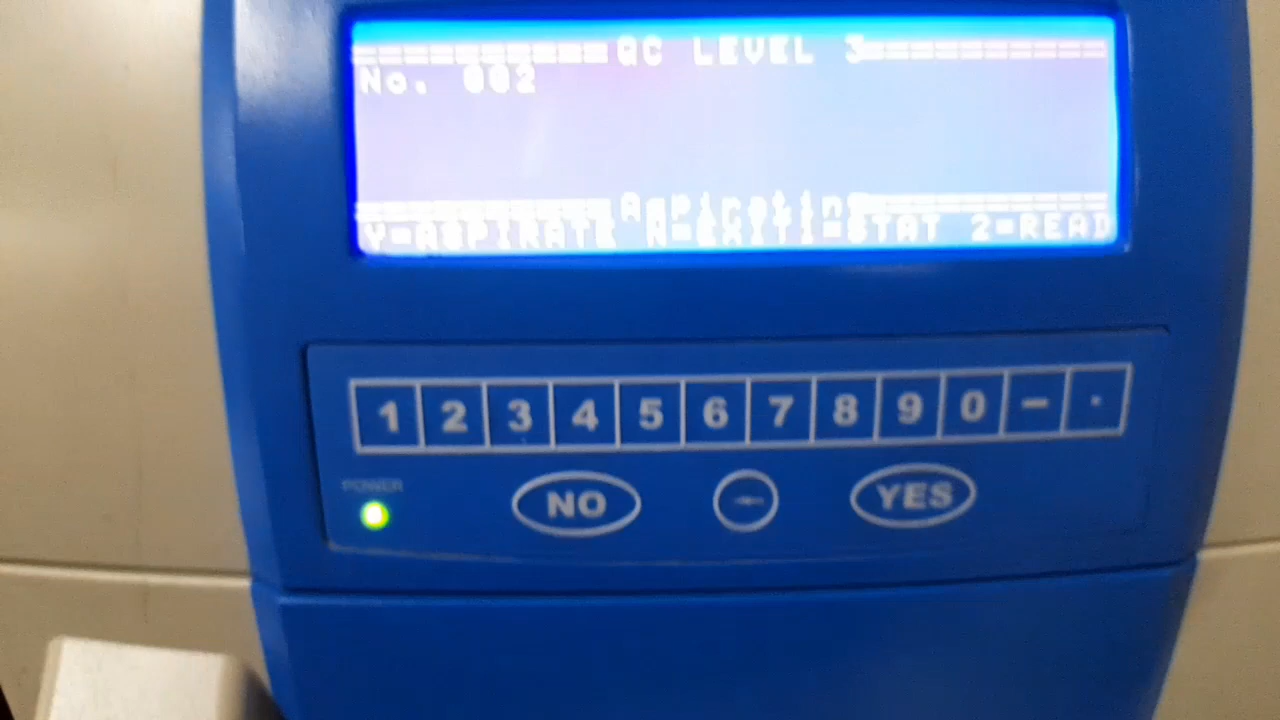 QC LEVEL 3
No. 002
Aspirating
Y=ASPIRATE N=EXIT 1=STAT 2=READ
1 2 3 4 5 6 7 8 9 0 - .
POWER
NO
YES